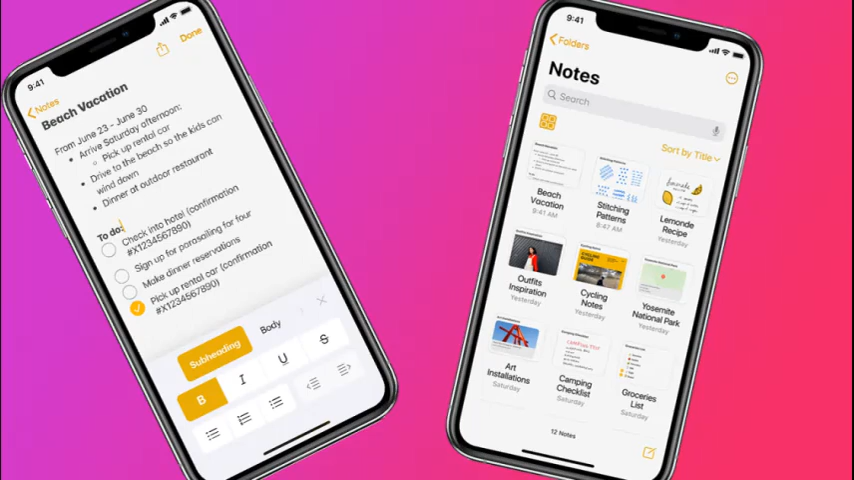 9:41
Notes
Done
Beach Vacation
From June 23 - June 30
Arrive Saturday afternoon:
Pick up rental car
Drive to the beach so the kids can
wind down
Dinner at outdoor restaurant
To do:
Check into hotel (confirmation
#X1234567890)
Sign up for parasailing for four
Make dinner reservations
Pick up rental car (confirmation
#X1234567890)
Subheading
Body
B I U S
9:41
Folders
Notes
Search
Sort by Title
Beach
Vacation
9:41 AM
Stitching
Patterns
9:47 AM
Lemonde
Recipe
Yesterday
Outfits
Inspiration
Yesterday
Cycling
Notes
Yesterday
Yosemite
National Park
Yesterday
Art
Installations
Saturday
Camping
Checklist
Saturday
Groceries
List
Saturday
12 Notes